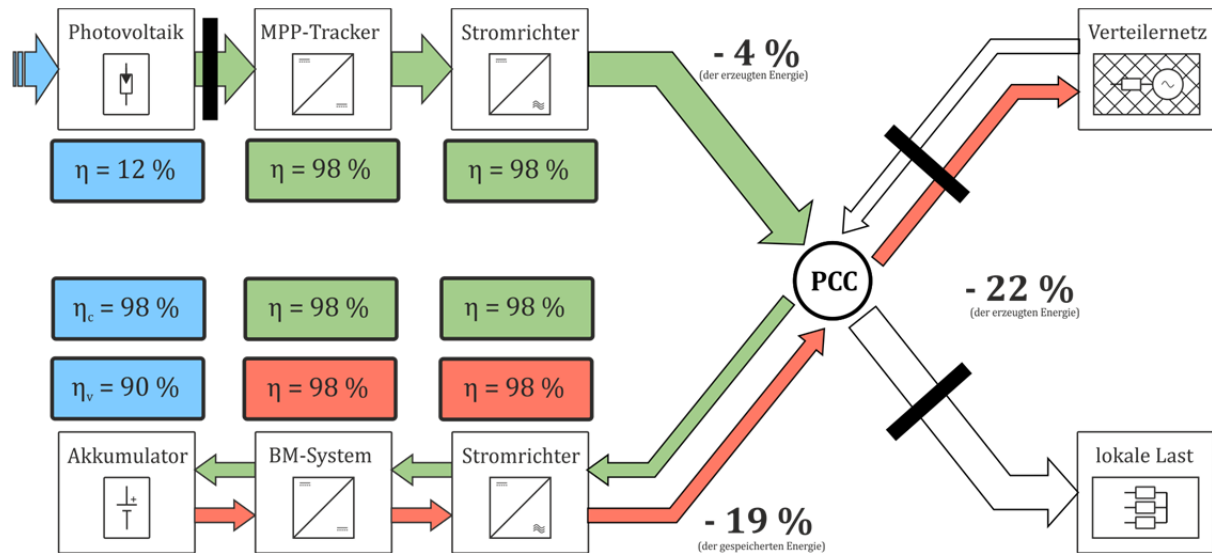 Photovoltaik
MPP-Tracker
Stromrichter
- 4 %
(der erzeugten Energie)
Verteilernetz
η = 12 %
η = 98 %
η = 98 %
PCC
- 22 %
(der erzeugten Energie)
ηc = 98 %
η = 98 %
η = 98 %
ηv = 90 %
η = 98 %
η = 98 %
Akkumulator
BM-System
Stromrichter
lokale Last
- 19 %
(der gespeicherten Energie)